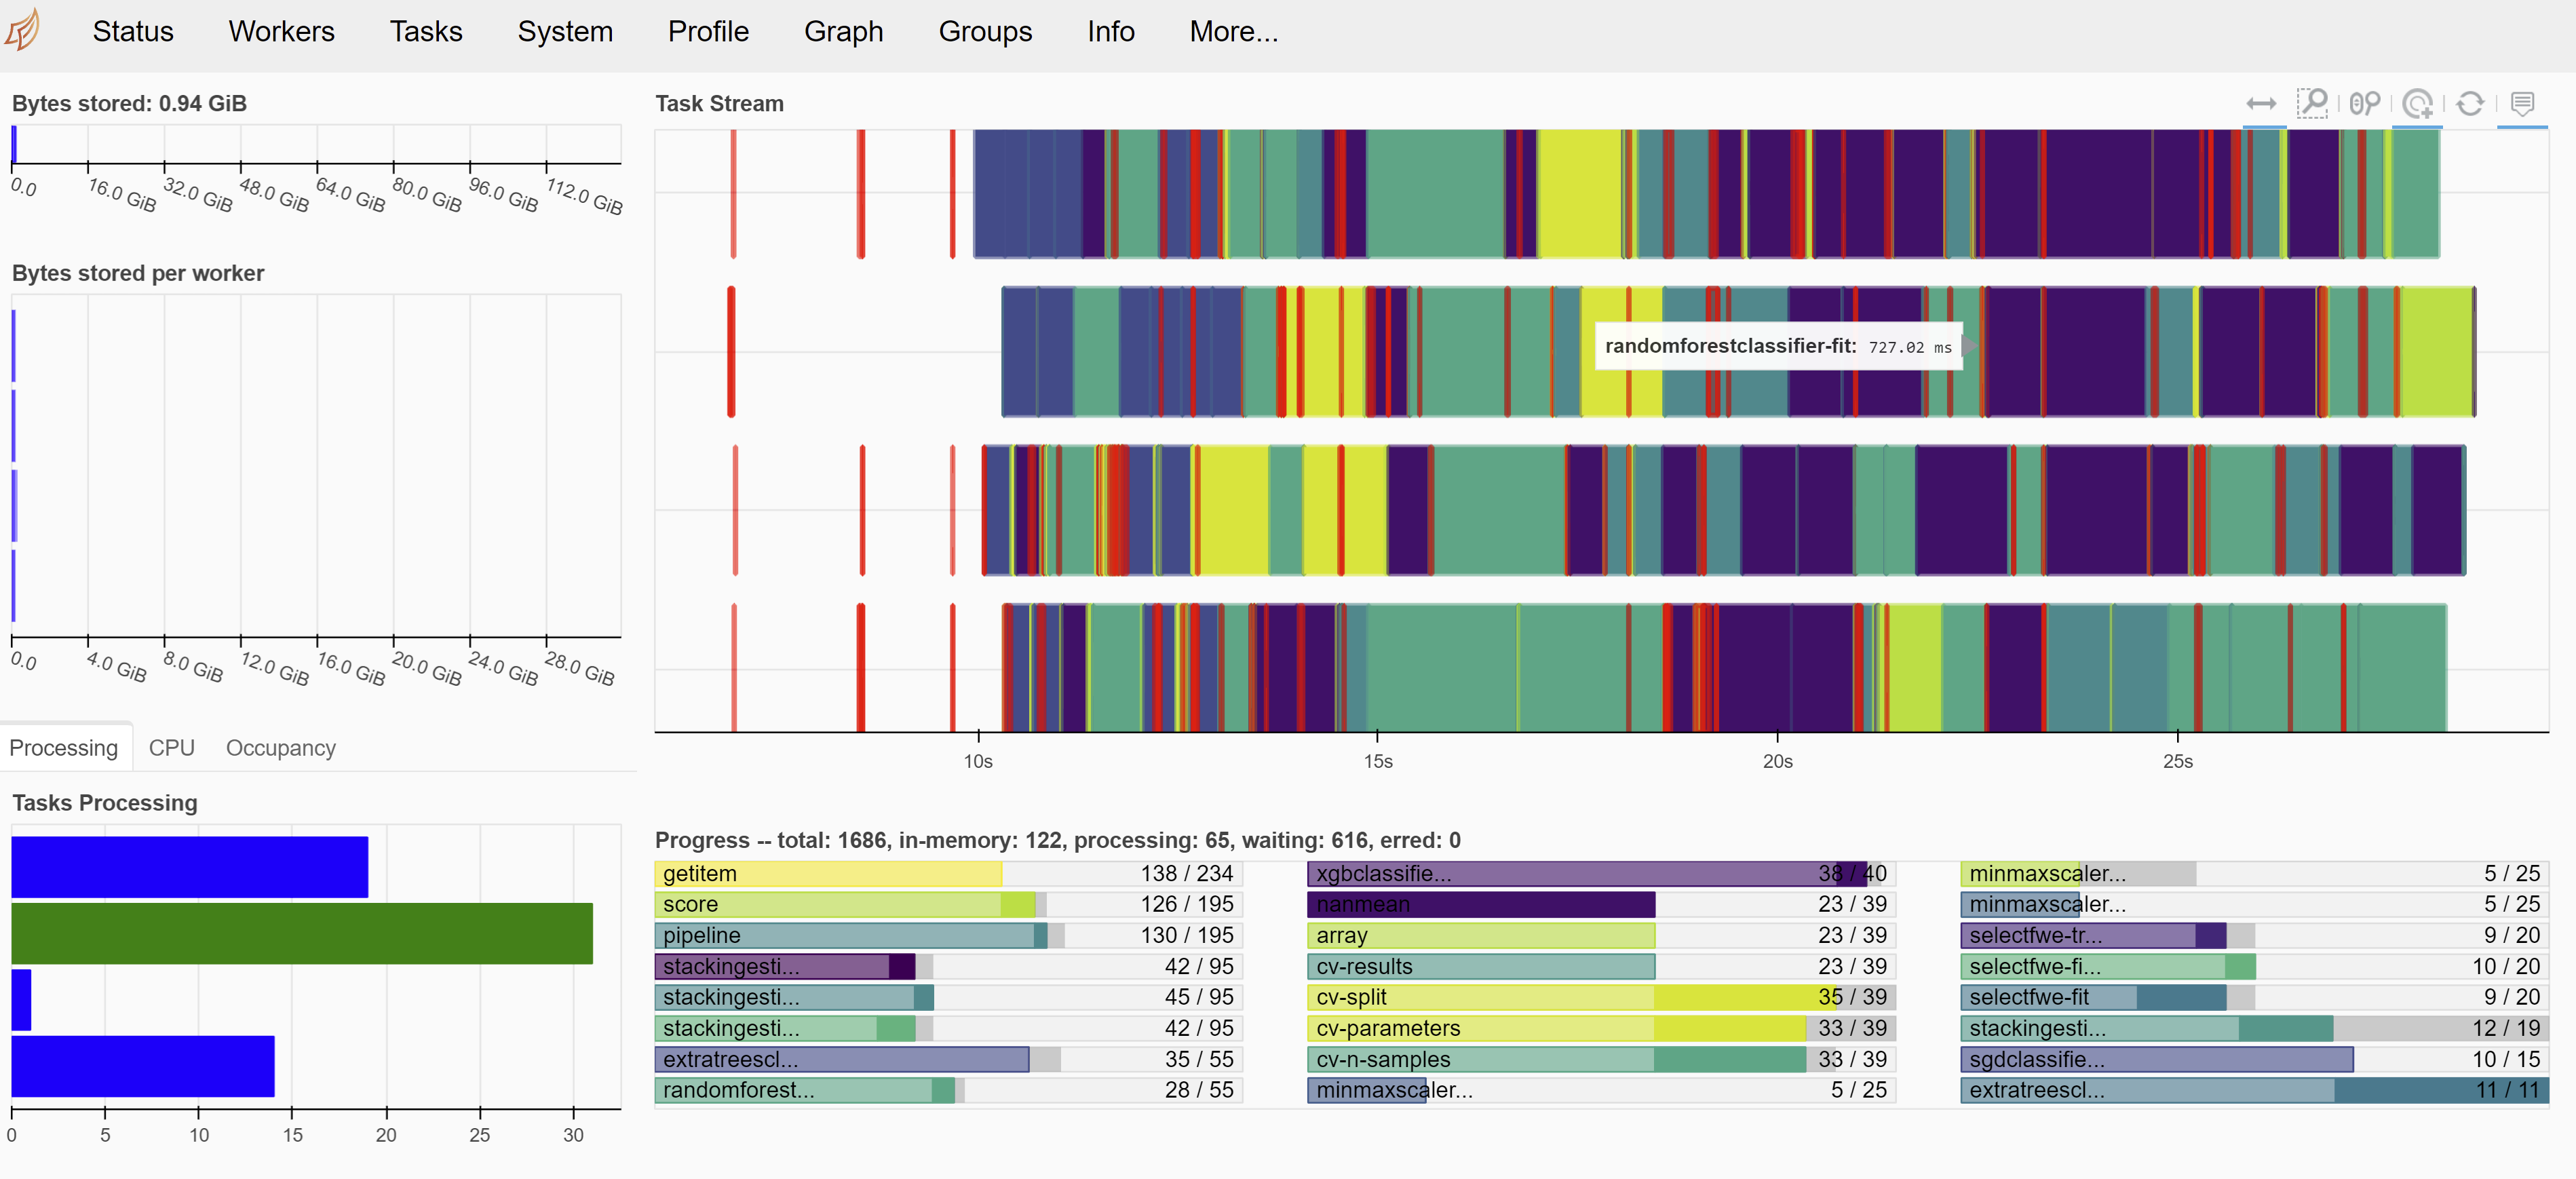 Status Workers Tasks System Profile Graph Groups Info More...
Bytes stored: 0.94 GiB
0.0 16.0 GiB 32.0 GiB 48.0 GiB 64.0 GiB 80.0 GiB 96.0 GiB 112.0 GiB
Bytes stored per worker
0.0 4.0 GiB 8.0 GiB 12.0 GiB 16.0 GiB 20.0 GiB 24.0 GiB 28.0 GiB
Processing CPU Occupancy
Tasks Processing
0 5 10 15 20 25 30
Task Stream
randomforestclassifier-fit: 727.02 ms
10s 15s 20s 25s
Progress -- total: 1686, in-memory: 122, processing: 65, waiting: 616, erred: 0
getitem 138 / 234
score 126 / 195
pipeline 130 / 195
stackingesti... 42 / 95
stackingesti... 45 / 95
stackingesti... 42 / 95
extratreescl... 35 / 55
randomforest... 28 / 55
xgbclassifie... 38 / 40
nanmean 23 / 39
array 23 / 39
cv-results 23 / 39
cv-split 35 / 39
cv-parameters 33 / 39
cv-n-samples 33 / 39
minmaxscaler... 5 / 25
minmaxscaler... 5 / 25
minmaxscaler... 5 / 25
selectfwe-tr... 9 / 20
selectfwe-fi... 10 / 20
selectfwe-fit 9 / 20
stackingesti... 12 / 19
sgdclassifie... 10 / 15
extratreescl... 11 / 11